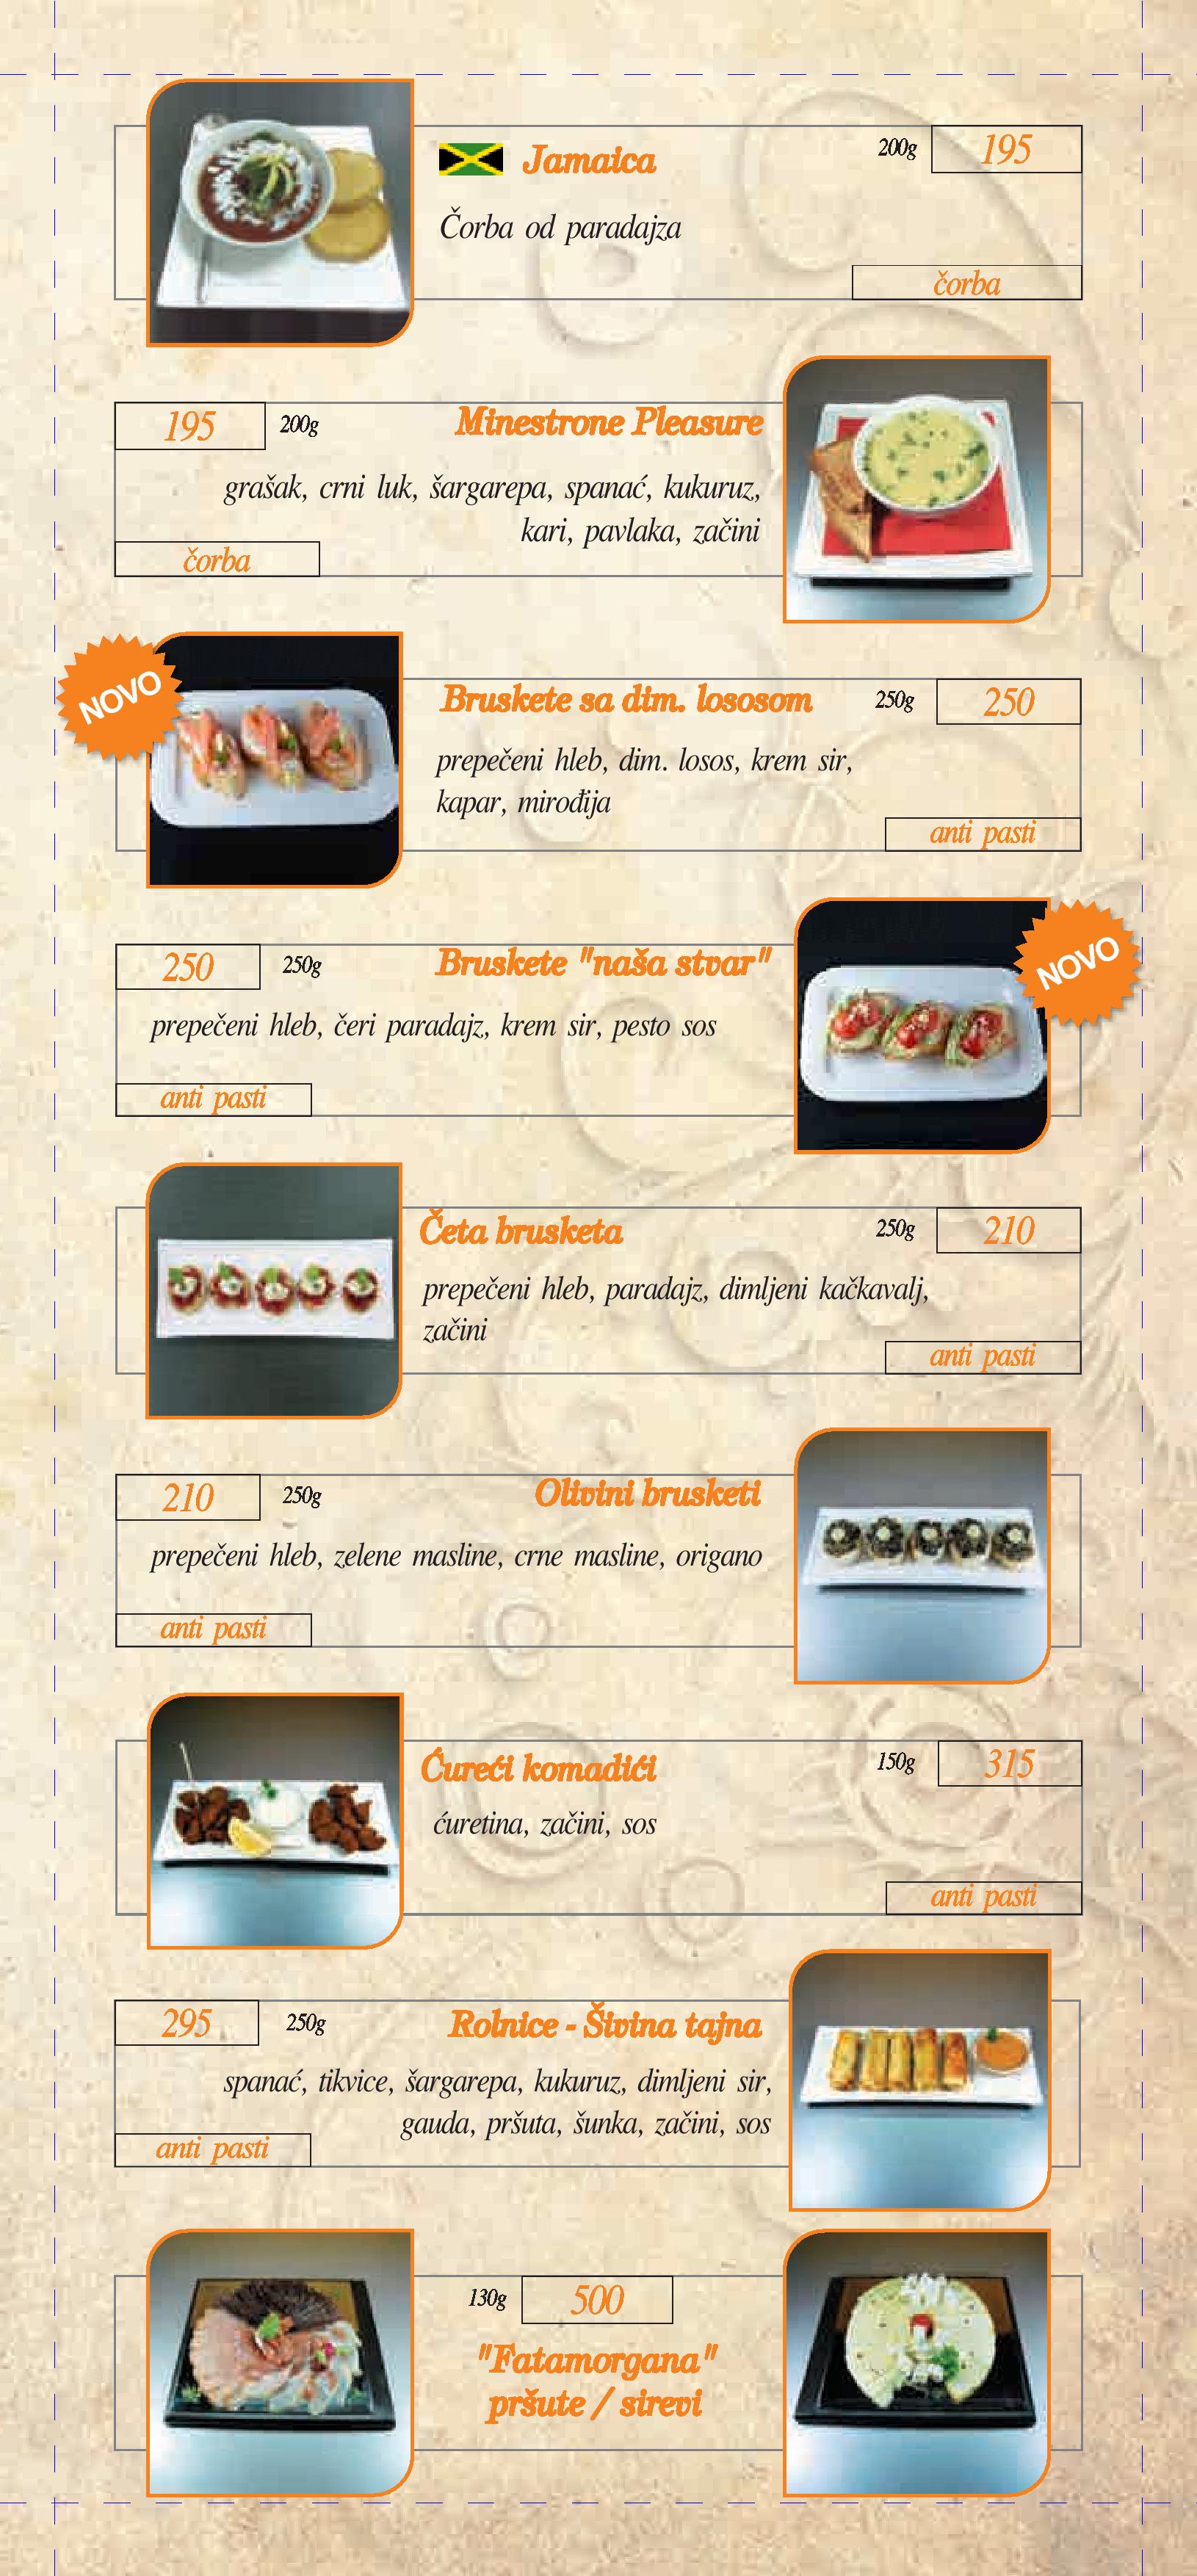 Jamaica 200g 195
Čorba od paradajza
čorba
195 200g Minestrone Pleasure
grašak, crni luk, šargarepa, spanać, kukuruz,
kari, pavlaka, začini
čorba
NOVO
Bruskete sa dim. lososom 250g 250
prepečeni hleb, dim. losos, krem sir,
kapar, mirođija
anti pasti
NOVO
250 250g Bruskete "naša stvar"
prepečeni hleb, čeri paradajz, krem sir, pesto sos
anti pasti
Četa brusketa 250g 210
prepečeni hleb, paradajz, dimljeni kačkavalj,
začini
anti pasti
210 250g Olivini brusketi
prepečeni hleb, zelene masline, crne masline, origano
anti pasti
Ćureći komadići 150g 315
ćuretina, začini, sos
anti pasti
295 250g Rolnice - Šivina tajna
spanać, tikvice, šargarepa, kukuruz, dimljeni sir,
gauda, pršuta, šunka, začini, sos
anti pasti
130g 500
"Fatamorgana"
pršute / sirevi